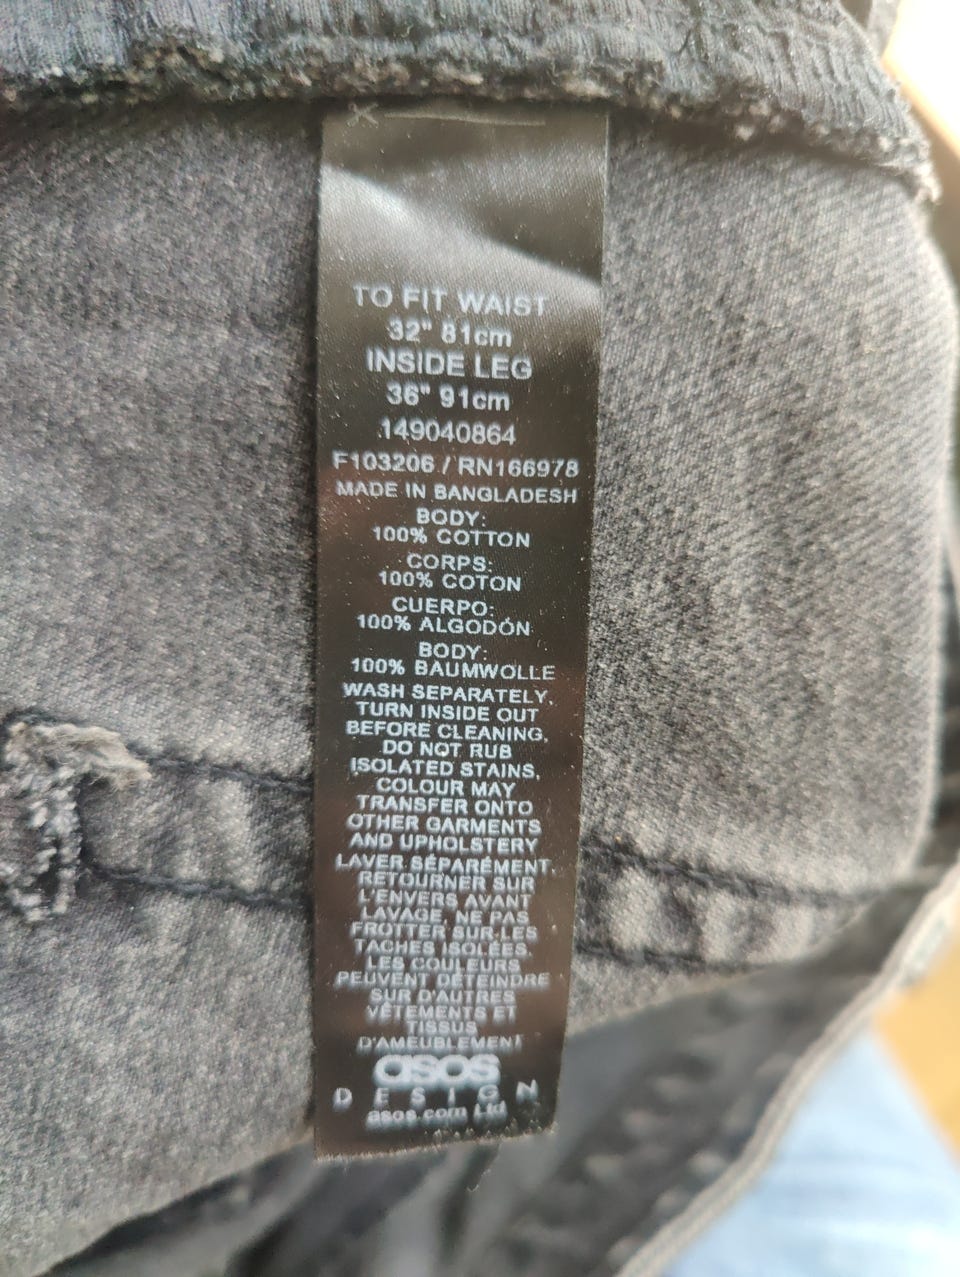 TO FIT WAIST
32" 81cm
INSIDE LEG
36" 91cm
149040864
F103206 / RN166978
MADE IN BANGLADESH
BODY:
100% COTTON
CORPS:
100% COTON
CUERPO:
100% ALGODÓN
BODY:
100% BAUMWOLLE
WASH SEPARATELY,
TURN INSIDE OUT
BEFORE CLEANING,
DO NOT RUB
ISOLATED STAINS,
COLOUR MAY
TRANSFER ONTO
OTHER GARMENTS
AND UPHOLSTERY
LAVER SÉPARÉMENT,
RETOURNER SUR
L'ENVERS AVANT
LAVAGE, NE PAS
FROTTER SUR LES
TACHES ISOLÉES,
LES COULEURS
PEUVENT DÉTEINDRE
SUR D'AUTRES
VÊTEMENTS ET
TISSUS
D'AMEUBLEMENT
asos
DESIGN
asos.com Ltd